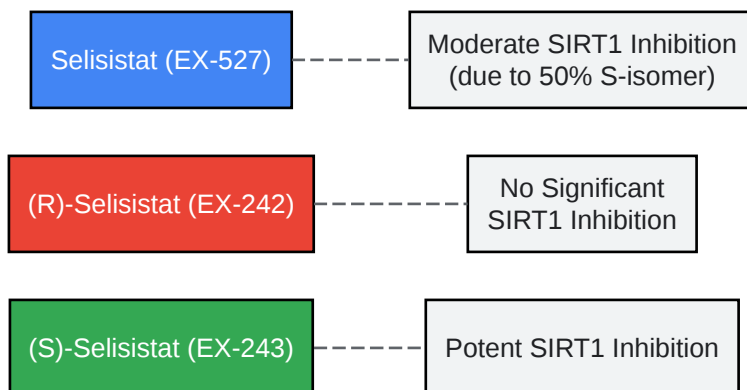 Selisistat (EX-527)
Moderate SIRT1 Inhibition
(due to 50% S-isomer)
(R)-Selisistat (EX-242)
No Significant
SIRT1 Inhibition
(S)-Selisistat (EX-243)
Potent SIRT1 Inhibition